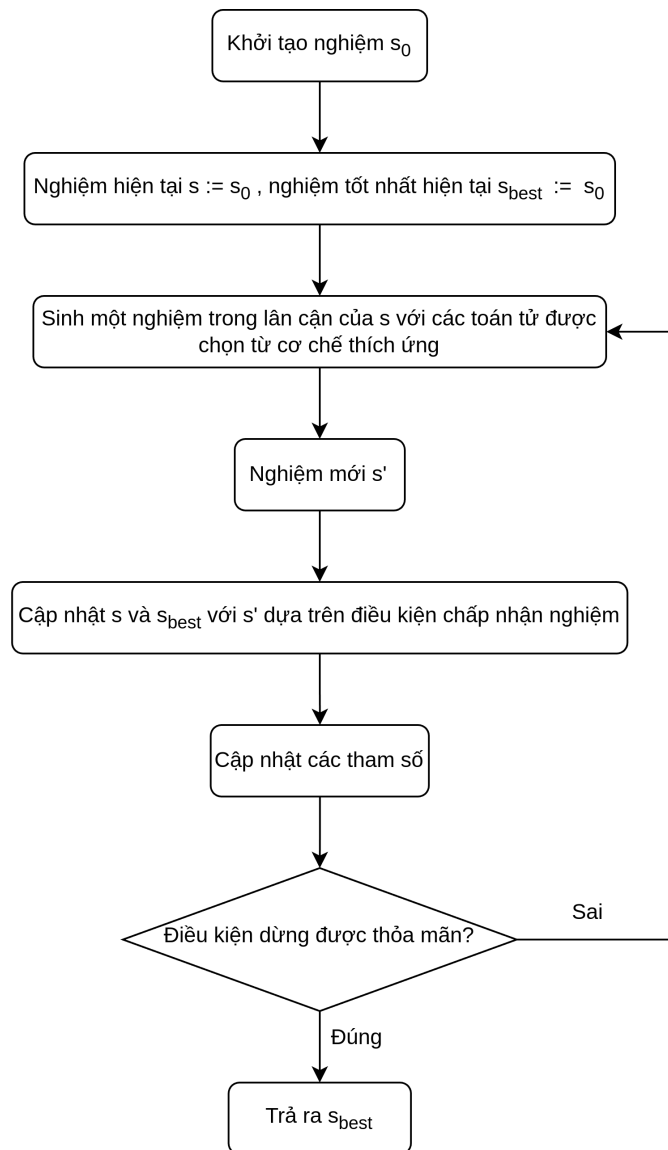 Khởi tạo nghiệm s0
Nghiệm hiện tại s := s0 , nghiệm tốt nhất hiện tại sbest := s0
Sinh một nghiệm trong lân cận của s với các toán tử được
chọn từ cơ chế thích ứng
Nghiệm mới s'
Cập nhật s và sbest với s' dựa trên điều kiện chấp nhận nghiệm
Cập nhật các tham số
Điều kiện dừng được thỏa mãn?
Sai
Đúng
Trả ra sbest